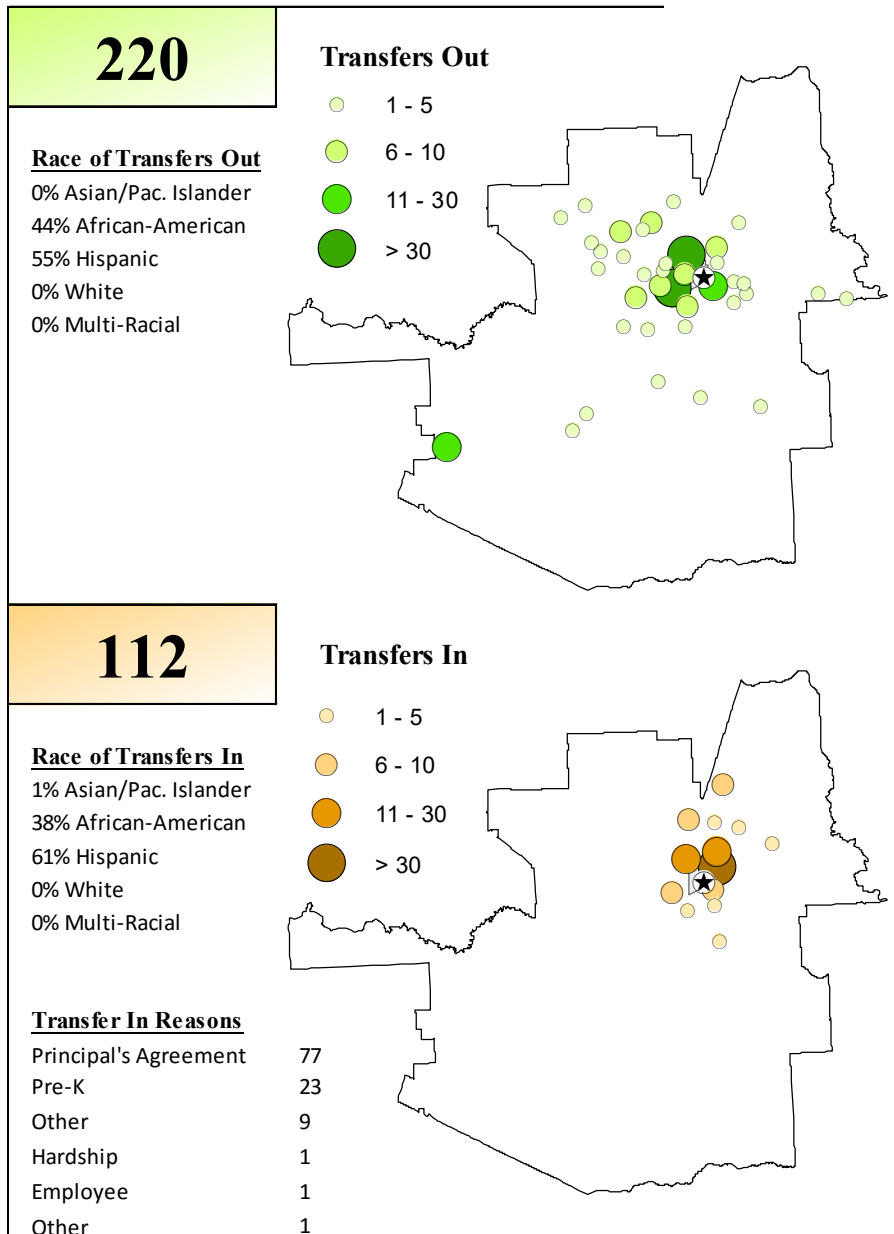 220
Transfers Out
1 - 5
6 - 10
11 - 30
> 30
Race of Transfers Out
0% Asian/Pac. Islander
44% African-American
55% Hispanic
0% White
0% Multi-Racial
112
Transfers In
1 - 5
6 - 10
11 - 30
> 30
Race of Transfers In
1% Asian/Pac. Islander
38% African-American
61% Hispanic
0% White
0% Multi-Racial
Transfer In Reasons
Principal's Agreement 77
Pre-K 23
Other 9
Hardship 1
Employee 1
Other 1